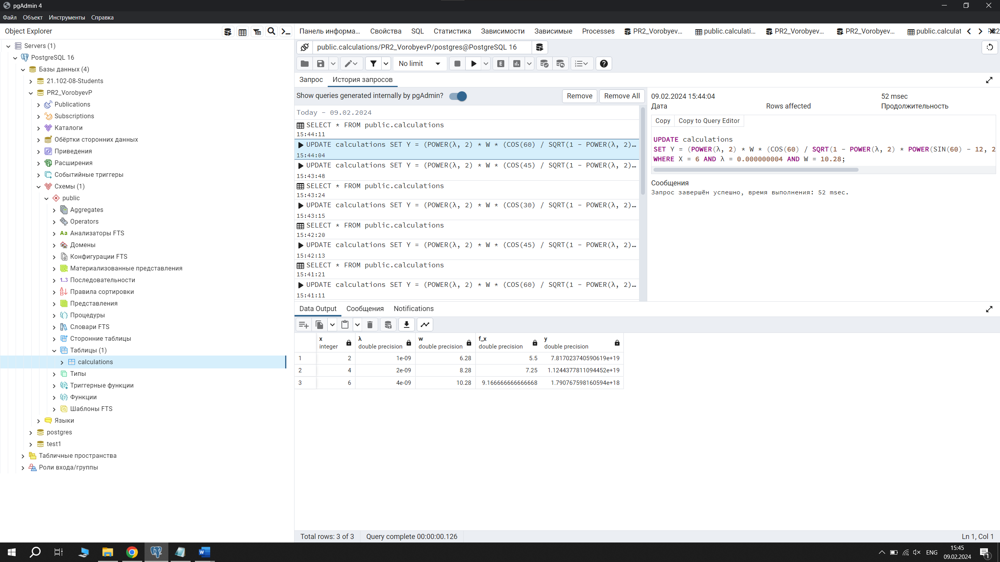 pgAdmin 4
Файл Объект Инструменты Справка
Object Explorer
Servers (1)
PostgreSQL 16
Базы данных (4)
21.102-08-Students
PR2_VorobyevP
Publications
Subscriptions
Каталоги
Обёртки сторонних данных
Приведения
Расширения
Событийные триггеры
Схемы (1)
public
Aggregates
Operators
Aa Анализаторы FTS
Домены
Конфигурации FTS
Материализованные представления
1..3 Последовательности
Правила сортировки
Представления
Процедуры
Словари FTS
Сторонние таблицы
Таблицы (1)
calculations
Типы
Триггерные функции
Функции
Шаблоны FTS
Языки
postgres
test1
Табличные пространства
Роли входа/группы
Панель информа... Свойства SQL Статистика Зависимости Зависимые Processes PR2_Vorobyev... public.calculati... PR2_Vorobyev... PR2_Vorobyev... public.calculat
public.calculations/PR2_VorobyevP/postgres@PostgreSQL 16
No limit
Запрос История запросов
Show queries generated internally by pgAdmin? Remove Remove All
Today - 09.02.2024
SELECT * FROM public.calculations
15:44:11
UPDATE calculations SET Y = (POWER(λ, 2) * W * (COS(60) / SQRT(1 - POWER(λ, 2)…
15:44:04
UPDATE calculations SET Y = (POWER(λ, 2) * W * (COS(45) / SQRT(1 - POWER(λ, 2)…
15:43:48
SELECT * FROM public.calculations
15:43:24
UPDATE calculations SET Y = (POWER(λ, 2) * W * (COS(30) / SQRT(1 - POWER(λ, 2)…
15:43:15
SELECT * FROM public.calculations
15:42:20
UPDATE calculations SET Y = (POWER(λ, 2) * W * (COS(45) / SQRT(1 - POWER(λ, 2)…
15:42:13
SELECT * FROM public.calculations
15:41:21
UPDATE calculations SET Y = (POWER(λ, 2) * W * (COS(60) / SQRT(1 - POWER(λ, 2)…
15:41:11
09.02.2024 15:44:04 52 msec
Дата Rows affected Продолжительность
Copy Copy to Query Editor
UPDATE calculations
SET Y = (POWER(λ, 2) * W * (COS(60) / SQRT(1 - POWER(λ, 2) * POWER(SIN(60) - 12, 2
WHERE X = 6 AND λ = 0.000000004 AND W = 10.28;
Сообщения
Запрос завершён успешно, время выполнения: 52 msec.
Data Output Сообщения Notifications
x λ w f_x y
integer double precision double precision double precision double precision
1 2 1e-09 6.28 5.5 7.817023740590619e+19
2 4 2e-09 8.28 7.25 1.1244377811094452e+19
3 6 4e-09 10.28 9.166666666666668 1.790767598160594e+18
Total rows: 3 of 3 Query complete 00:00:00.126 Ln 1, Col 1
ENG 15:45
09.02.2024
1